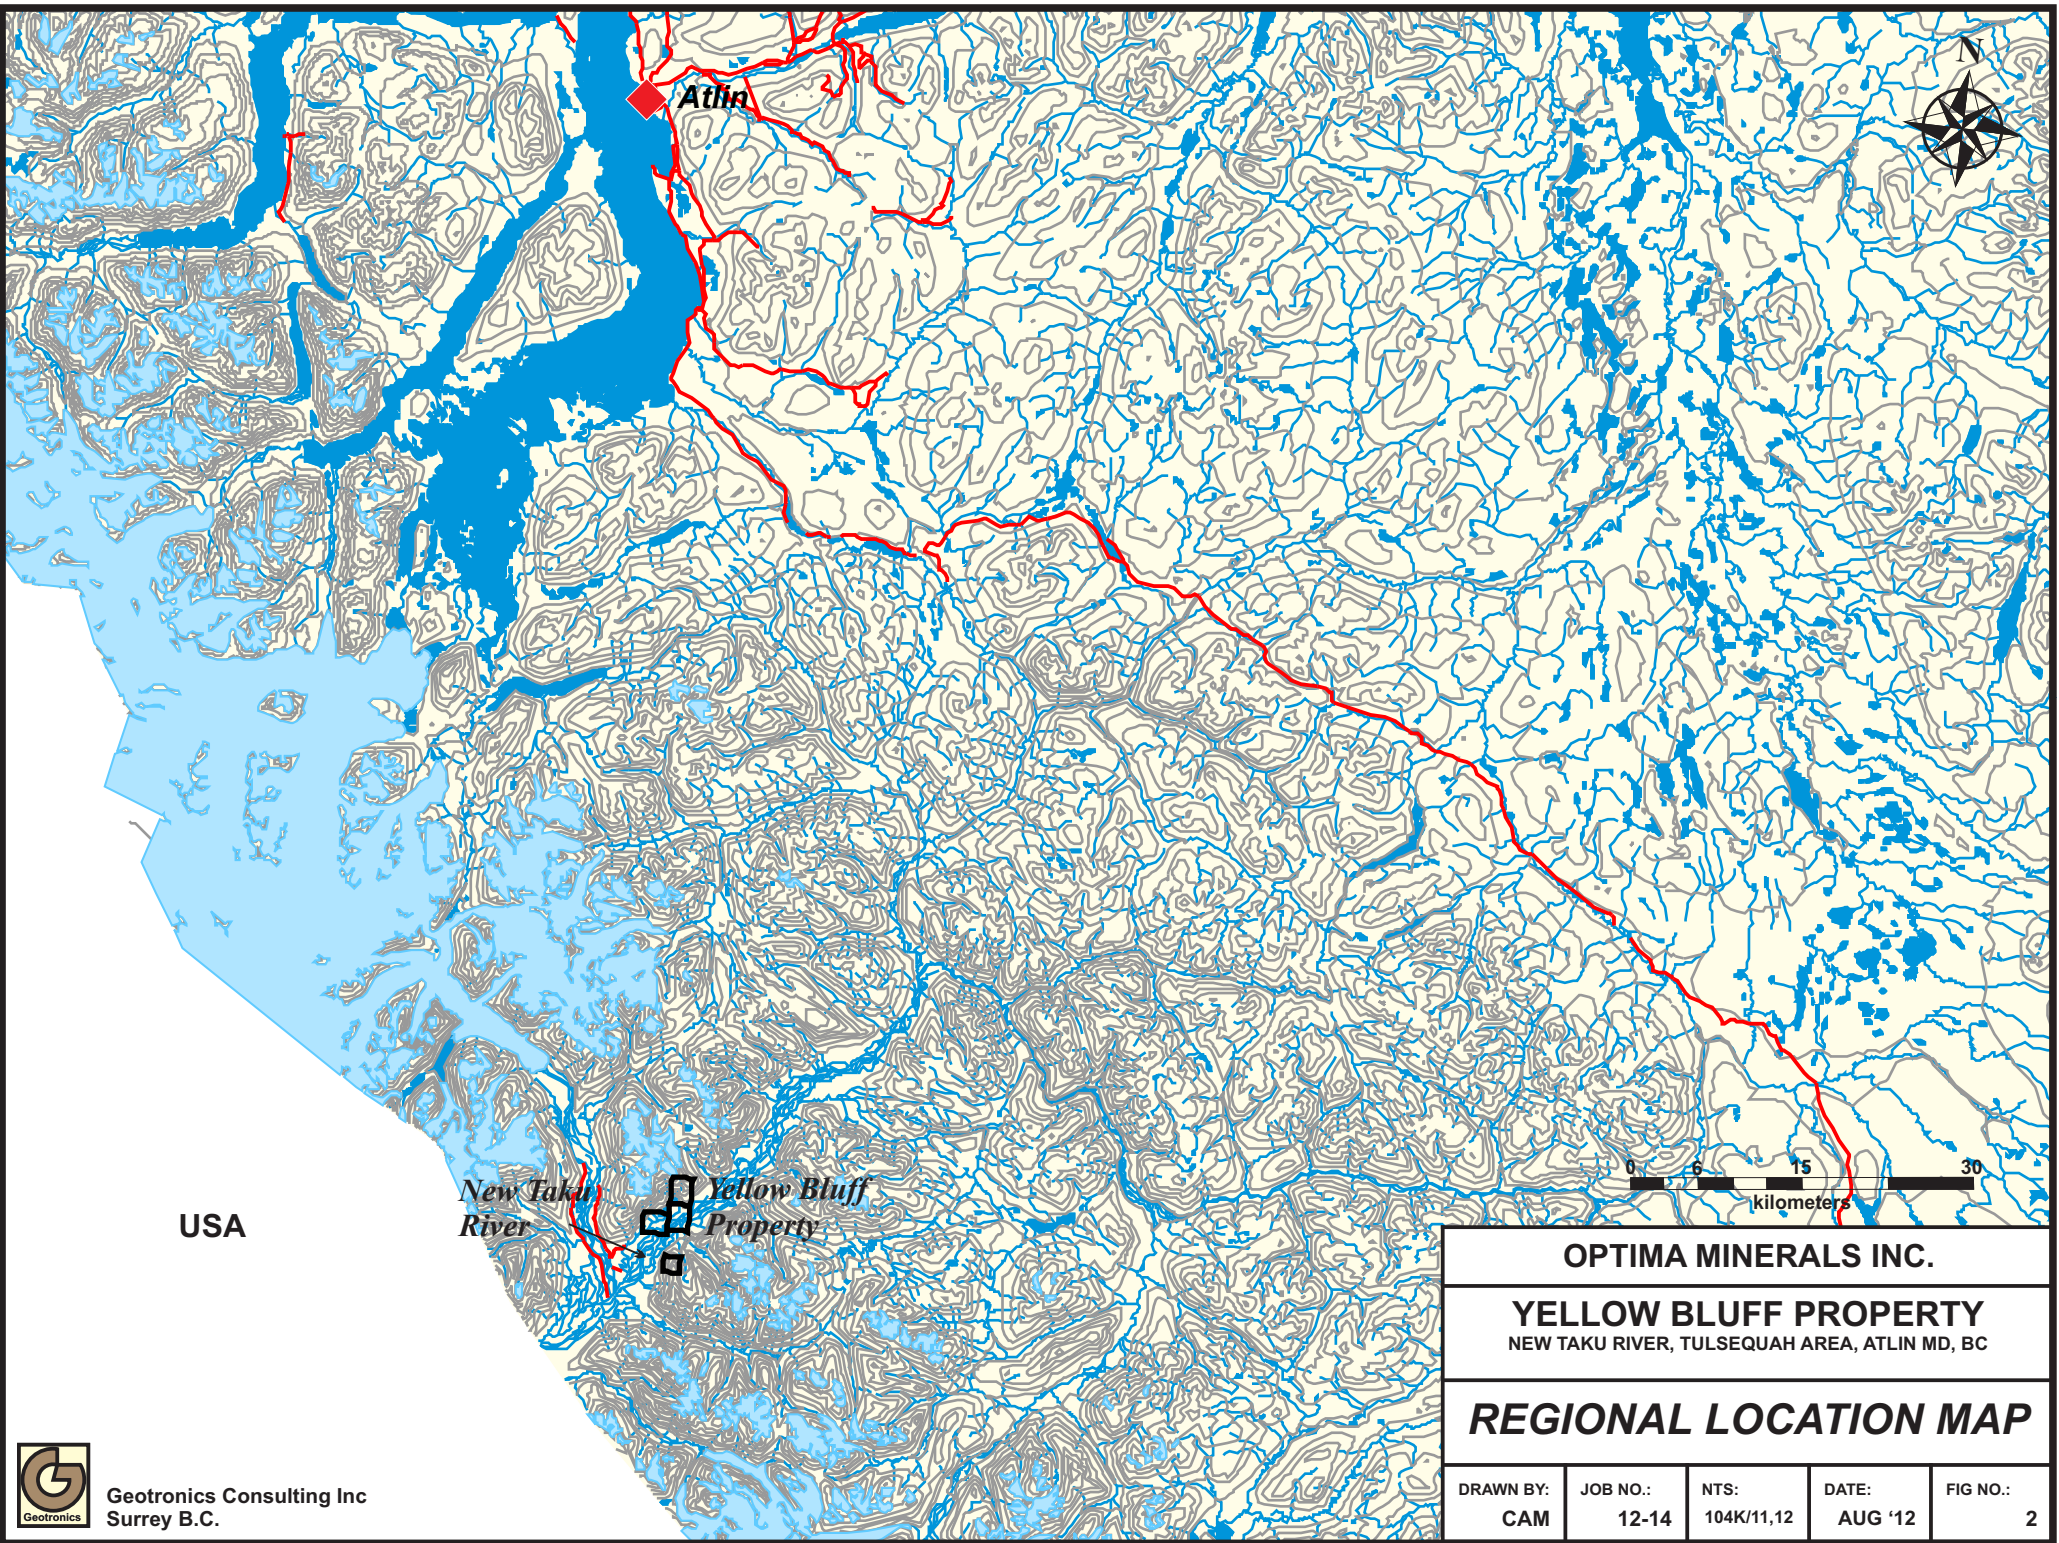 N
Atlin
New Taku
River
Yellow Bluff
Property
USA
0 6 15 30
kilometers
OPTIMA MINERALS INC.
YELLOW BLUFF PROPERTY
NEW TAKU RIVER, TULSEQUAH AREA, ATLIN MD, BC
REGIONAL LOCATION MAP
DRAWN BY:
CAM
JOB NO.:
12-14
NTS:
104K/11,12
DATE:
AUG ‘12
FIG NO.:
2
Geotronics
Geotronics Consulting Inc
Surrey B.C.